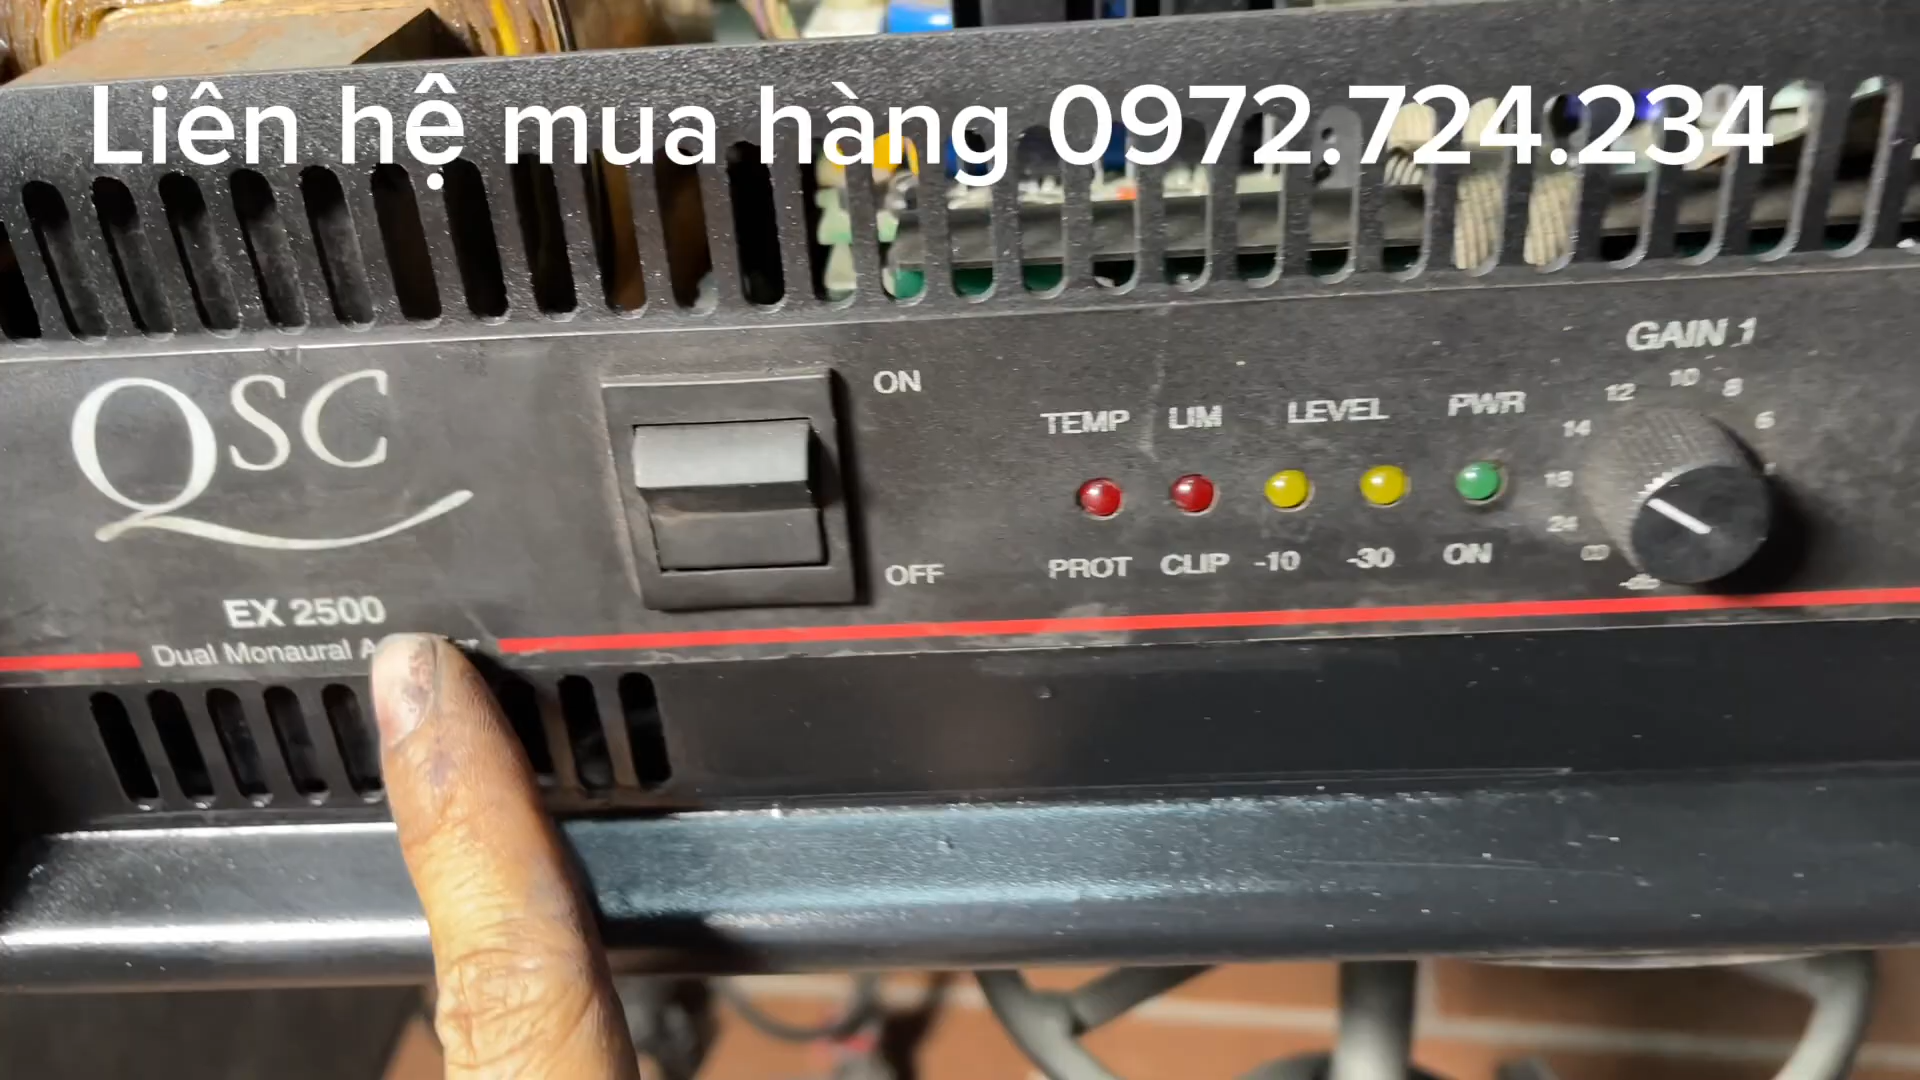 Liên hệ mua hàng 0972.724.234
QSC
EX 2500
Dual Monaural
ON
OFF
TEMP LIM LEVEL PWR
PROT CLIP -10 -30 ON
GAIN 1
10
12 8
14 6
18
24
∞
-dB